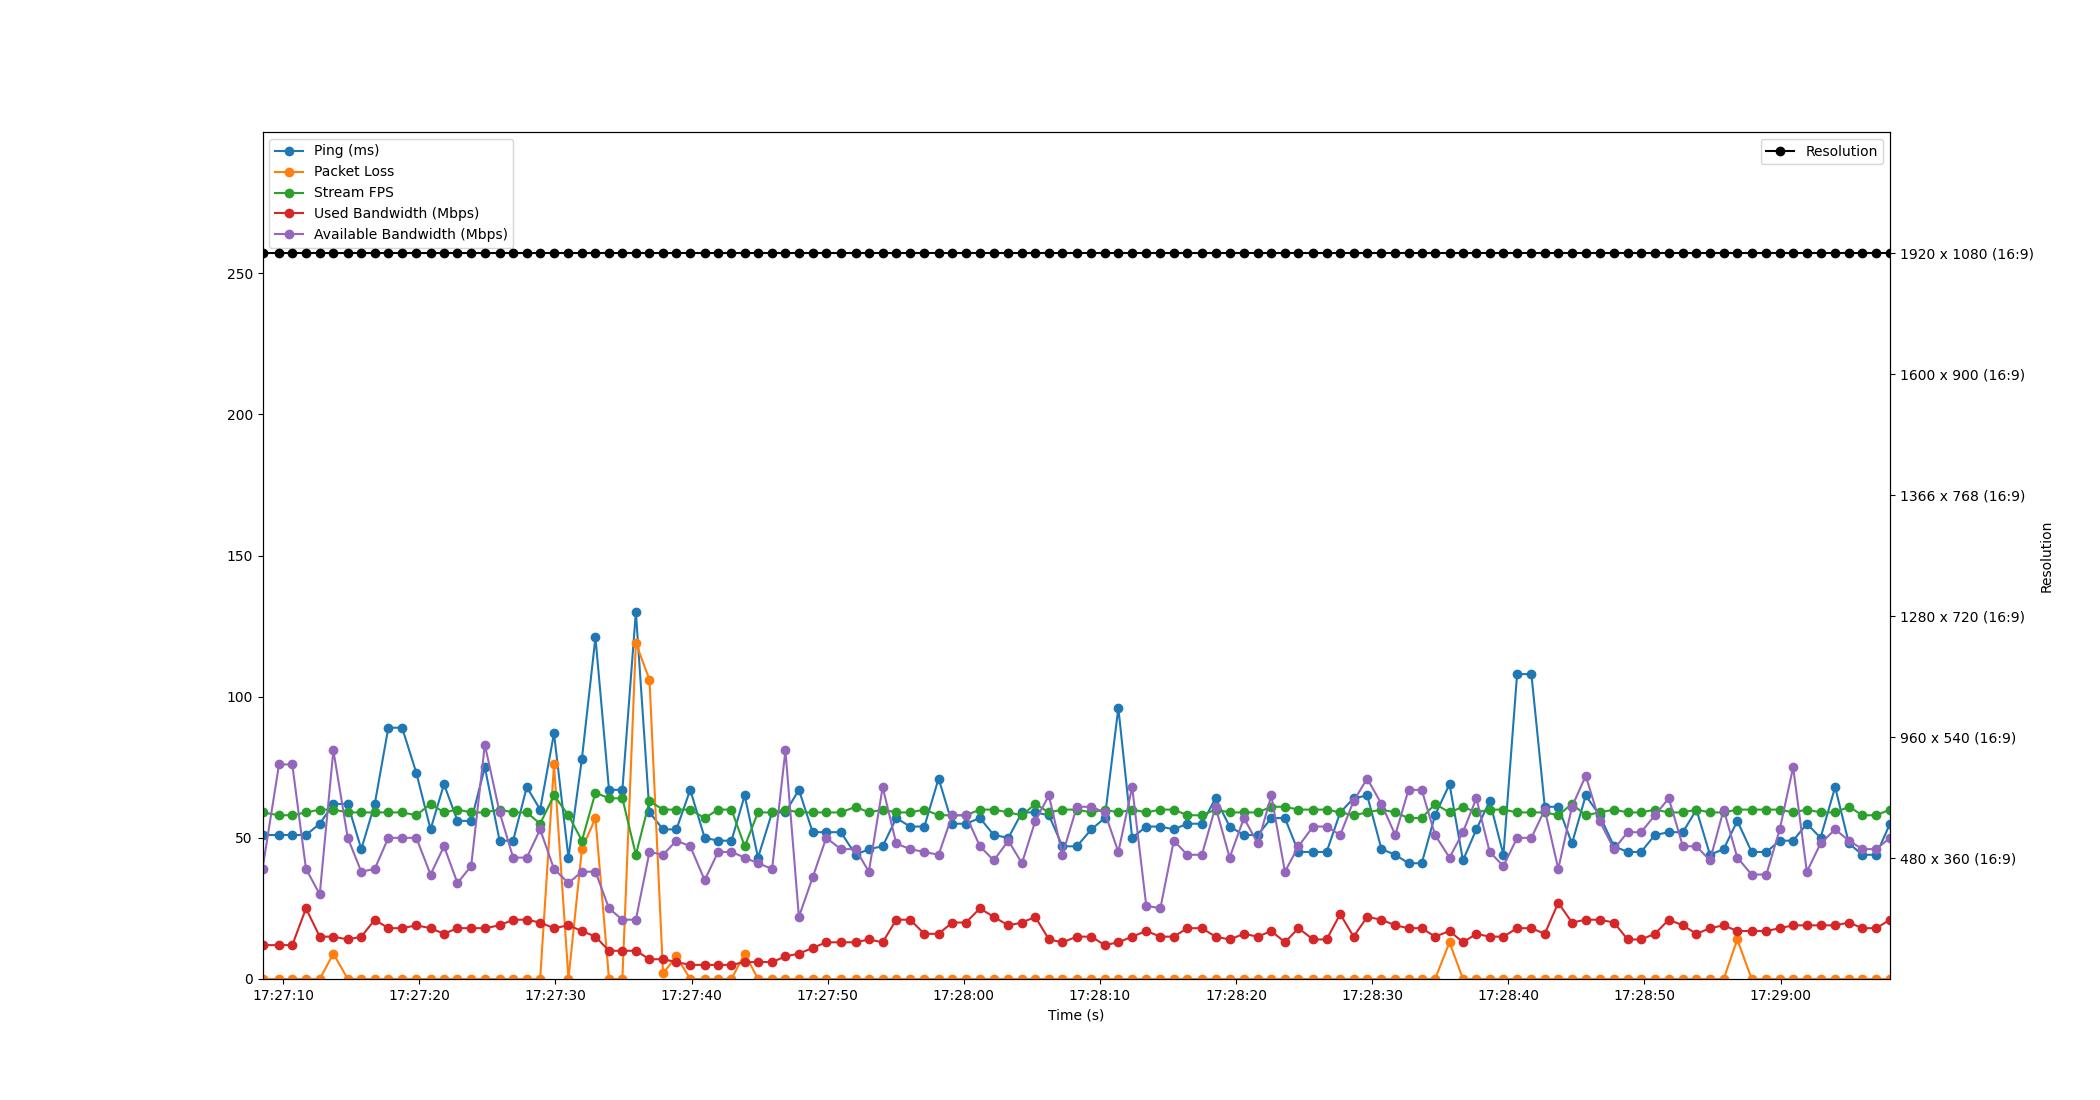 Ping (ms)
Packet Loss
Stream FPS
Used Bandwidth (Mbps)
Available Bandwidth (Mbps)
Resolution
250
200
150
100
50
0
1920 x 1080 (16:9)
1600 x 900 (16:9)
1366 x 768 (16:9)
1280 x 720 (16:9)
960 x 540 (16:9)
480 x 360 (16:9)
Resolution
17:27:10 17:27:20 17:27:30 17:27:40 17:27:50 17:28:00 17:28:10 17:28:20 17:28:30 17:28:40 17:28:50 17:29:00
Time (s)